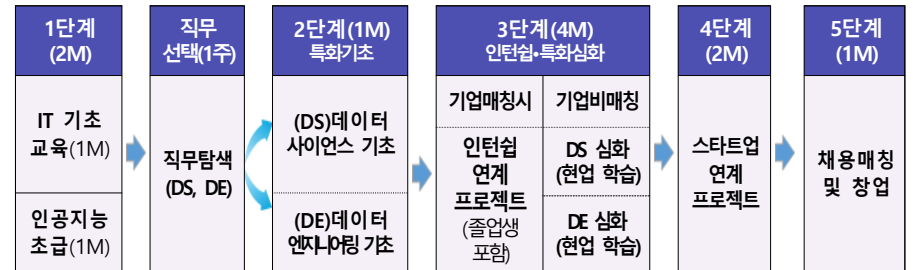 1단계
(2M)
IT 기초
교육(1M)
인공지능
초급(1M)
직무
선택(1주)
직무탐색
(DS, DE)
2단계(1M)
특화기초
(DS)데이터
사이언스 기초
(DE)데이터
엔지니어링 기초
3단계(4M)
인턴쉽•특화심화
기업매칭시
인턴쉽
연계
프로젝트
(졸업생
포함)
기업비매칭
DS 심화
(현업 학습)
DE 심화
(현업 학습)
4단계
(2M)
스타트업
연계
프로젝트
5단계
(1M)
채용매칭
및 창업